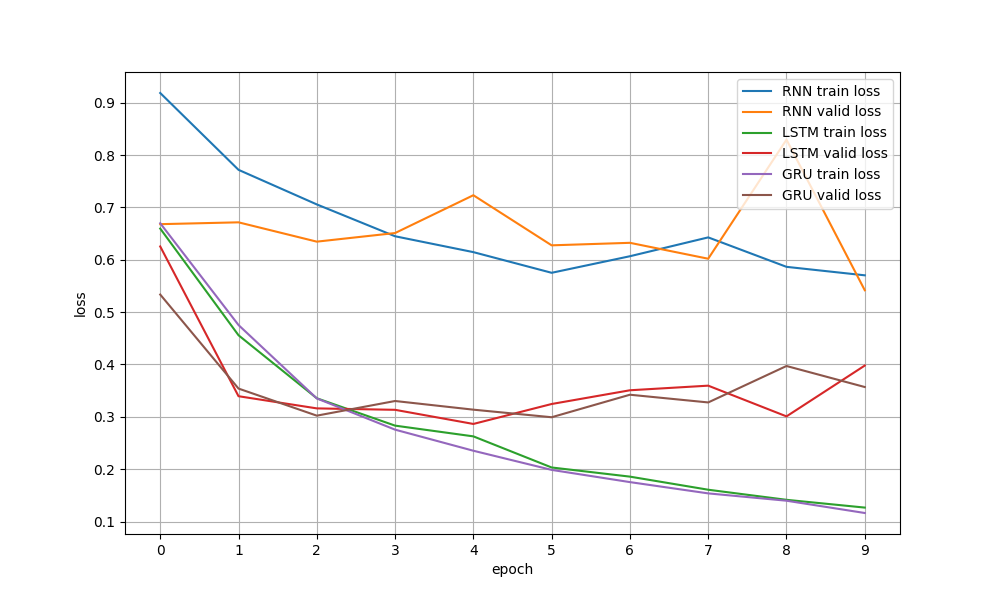 RNN train loss
RNN valid loss
LSTM train loss
LSTM valid loss
GRU train loss
GRU valid loss
0.9
0.8
0.7
0.6
0.5
0.4
0.3
0.2
0.1
loss
0 1 2 3 4 5 6 7 8 9
epoch